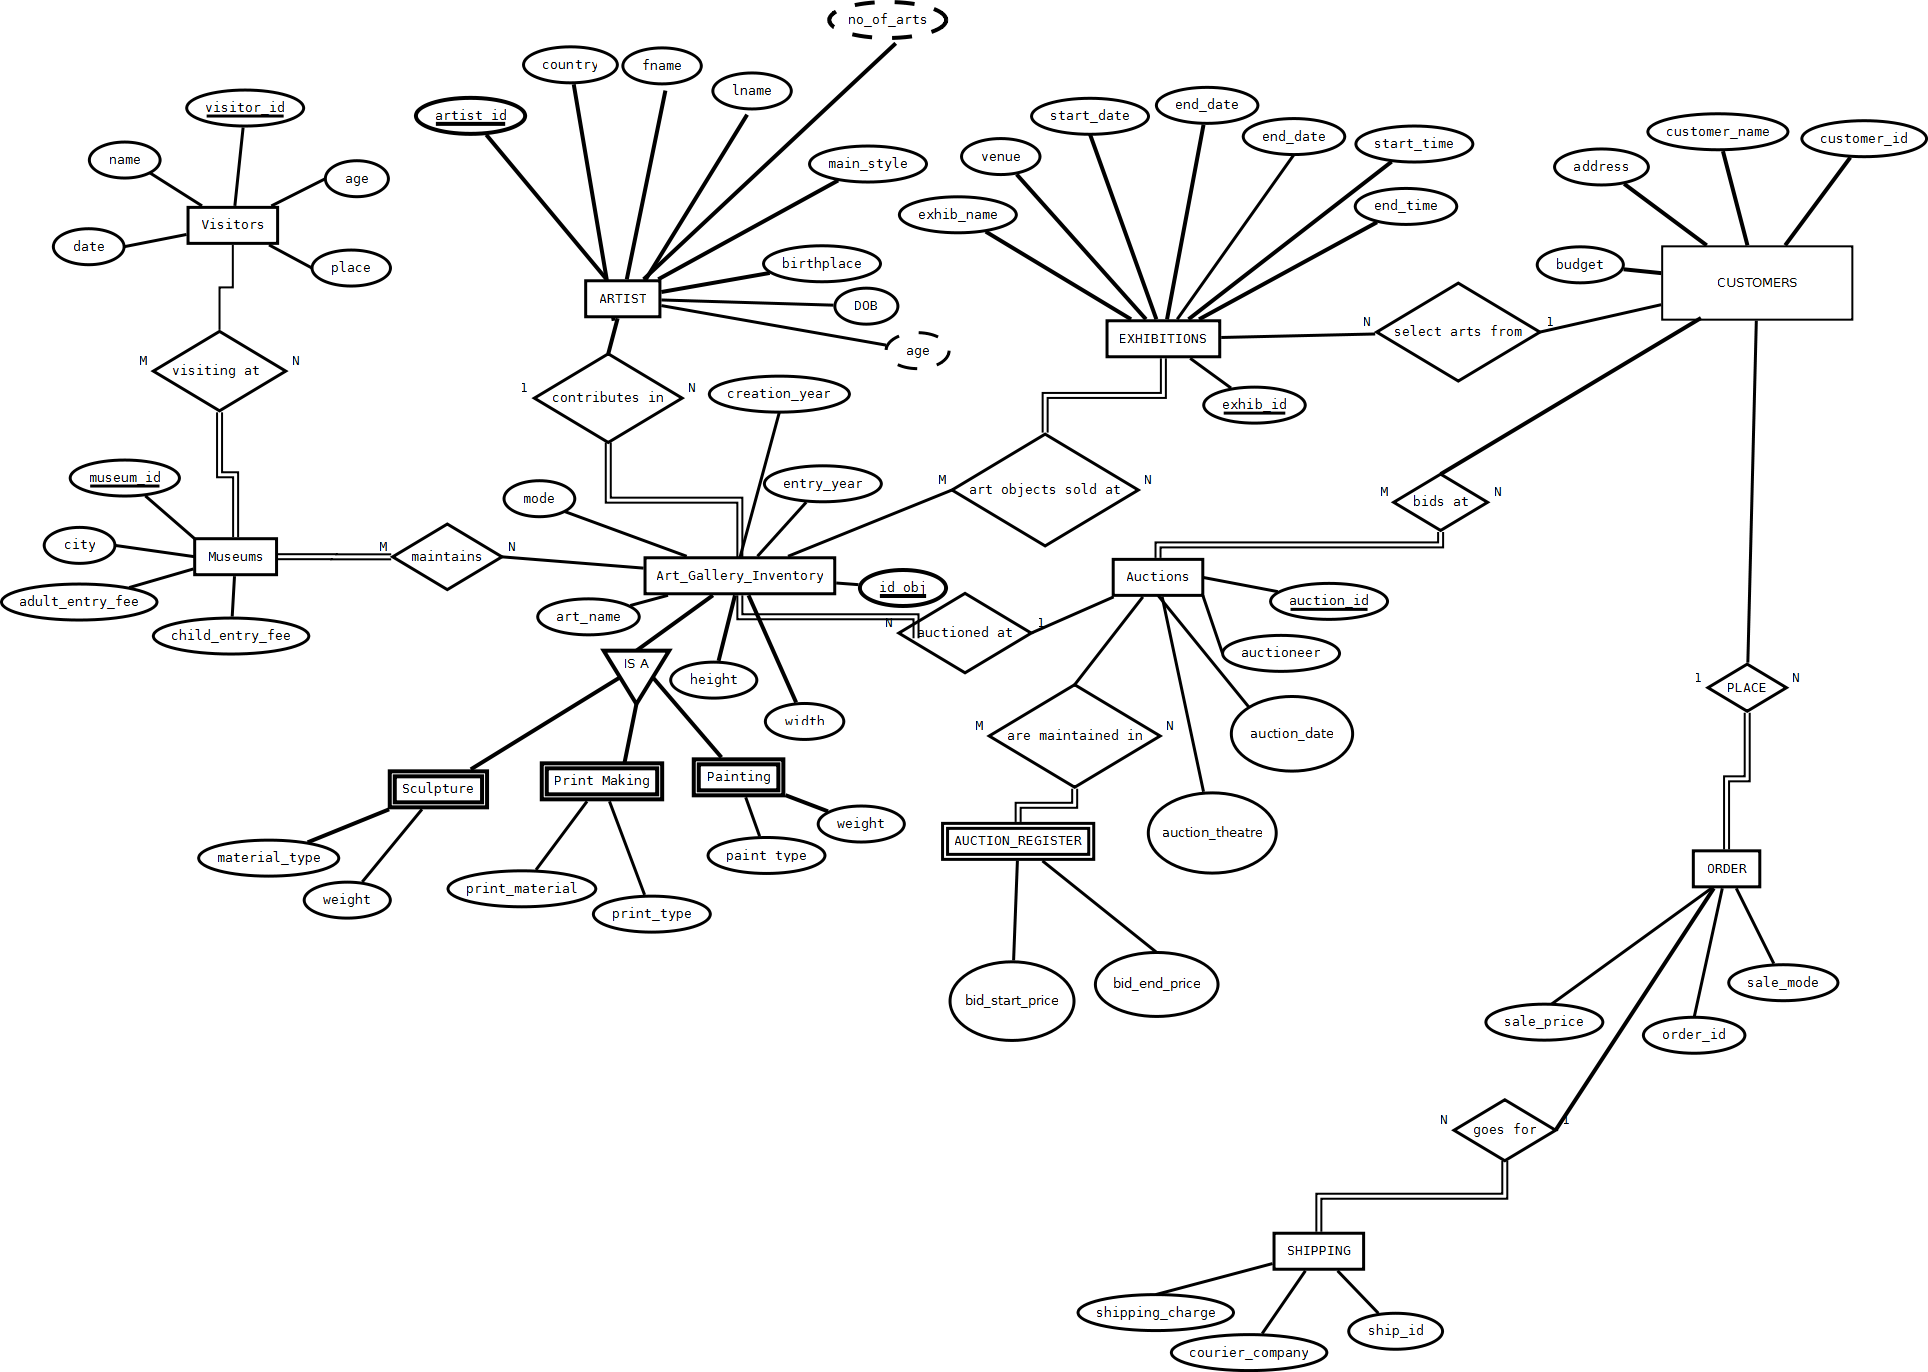 no_of_arts
country
fname
lname
artist id
visitor_id
name
age
Visitors
date
place
main_style
birthplace
DOB
age
ARTIST
venue
start_date
end_date
end_date
start_time
end_time
exhib_name
EXHIBITIONS
exhib_id
customer_name
customer_id
address
budget
CUSTOMERS
N
select arts from
1
M
visiting at
N
1
contributes in
N
creation_year
entry_year
mode
M
art objects sold at
N
M
bids at
N
museum_id
city
Museums
adult_entry_fee
child_entry_fee
M
maintains
N
Art_Gallery_Inventory
id obj
art_name
N
auctioned at
1
Auctions
auction_id
auctioneer
auction_date
auction_theatre
IS A
height
width
M
are maintained in
N
1
PLACE
N
Sculpture
Print Making
Painting
weight
paint type
material_type
weight
print_material
print_type
AUCTION_REGISTER
bid_start_price
bid_end_price
ORDER
sale_mode
sale_price
order_id
N
goes for
1
SHIPPING
shipping_charge
ship_id
courier_company